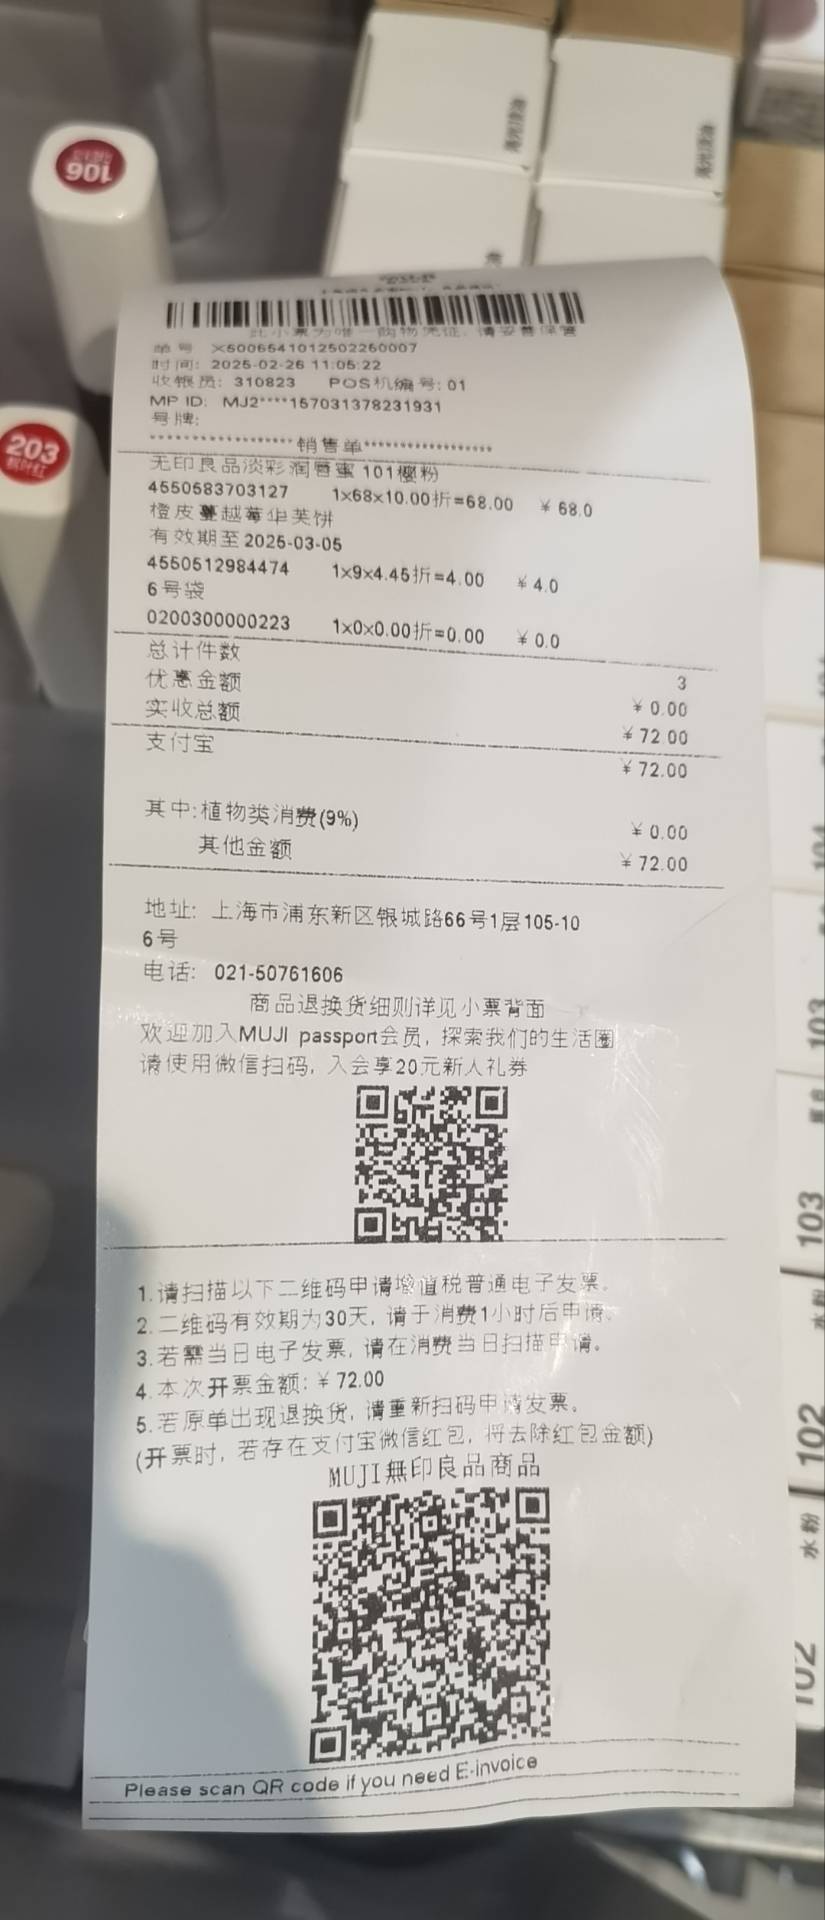 106
203
枫叶红
此小票为唯一购物凭证，请妥善保管
单号 X5006541012502260007
时间: 2025-02-26 11:05:22
收银员: 310823 POS机编号: 01
MP ID: MJ2****157031378231931
号牌:
******************销售单******************
无印良品淡彩润唇蜜 101樱粉
4550583703127 1x68x10.00折=68.00 ¥ 68.0
橙皮蔓越莓华芙饼
有效期至2025-03-05
4550512984474 1x9x4.45折=4.00 ¥ 4.0
6号袋
0200300000223 1x0x0.00折=0.00 ¥ 0.0
总计件数 3
优惠金额 ¥ 0.00
实收总额 ¥ 72.00
支付宝 ¥ 72.00
其中:植物类消费(9%) ¥ 0.00
其他金额 ¥ 72.00
地址: 上海市浦东新区银城路66号1层105-10
6号
电话: 021-50761606
商品退换货细则详见小票背面
欢迎加入MUJI passport会员, 探索我们的生活圈
请使用微信扫码, 入会享20元新人礼券
1.请扫描以下二维码申请增值税普通电子发票。
2.二维码有效期为30天, 请于消费1小时后申请。
3.若需当日电子发票, 请在消费当日扫描申请。
4.本次开票金额: ¥ 72.00
5.若原单出现退换货, 请重新扫码申请发票。
(开票时, 若存在支付宝微信红包, 将去除红包金额)
MUJI無印良品商品
Please scan QR code if you need E-invoice
104
103
103
102
水粉
102